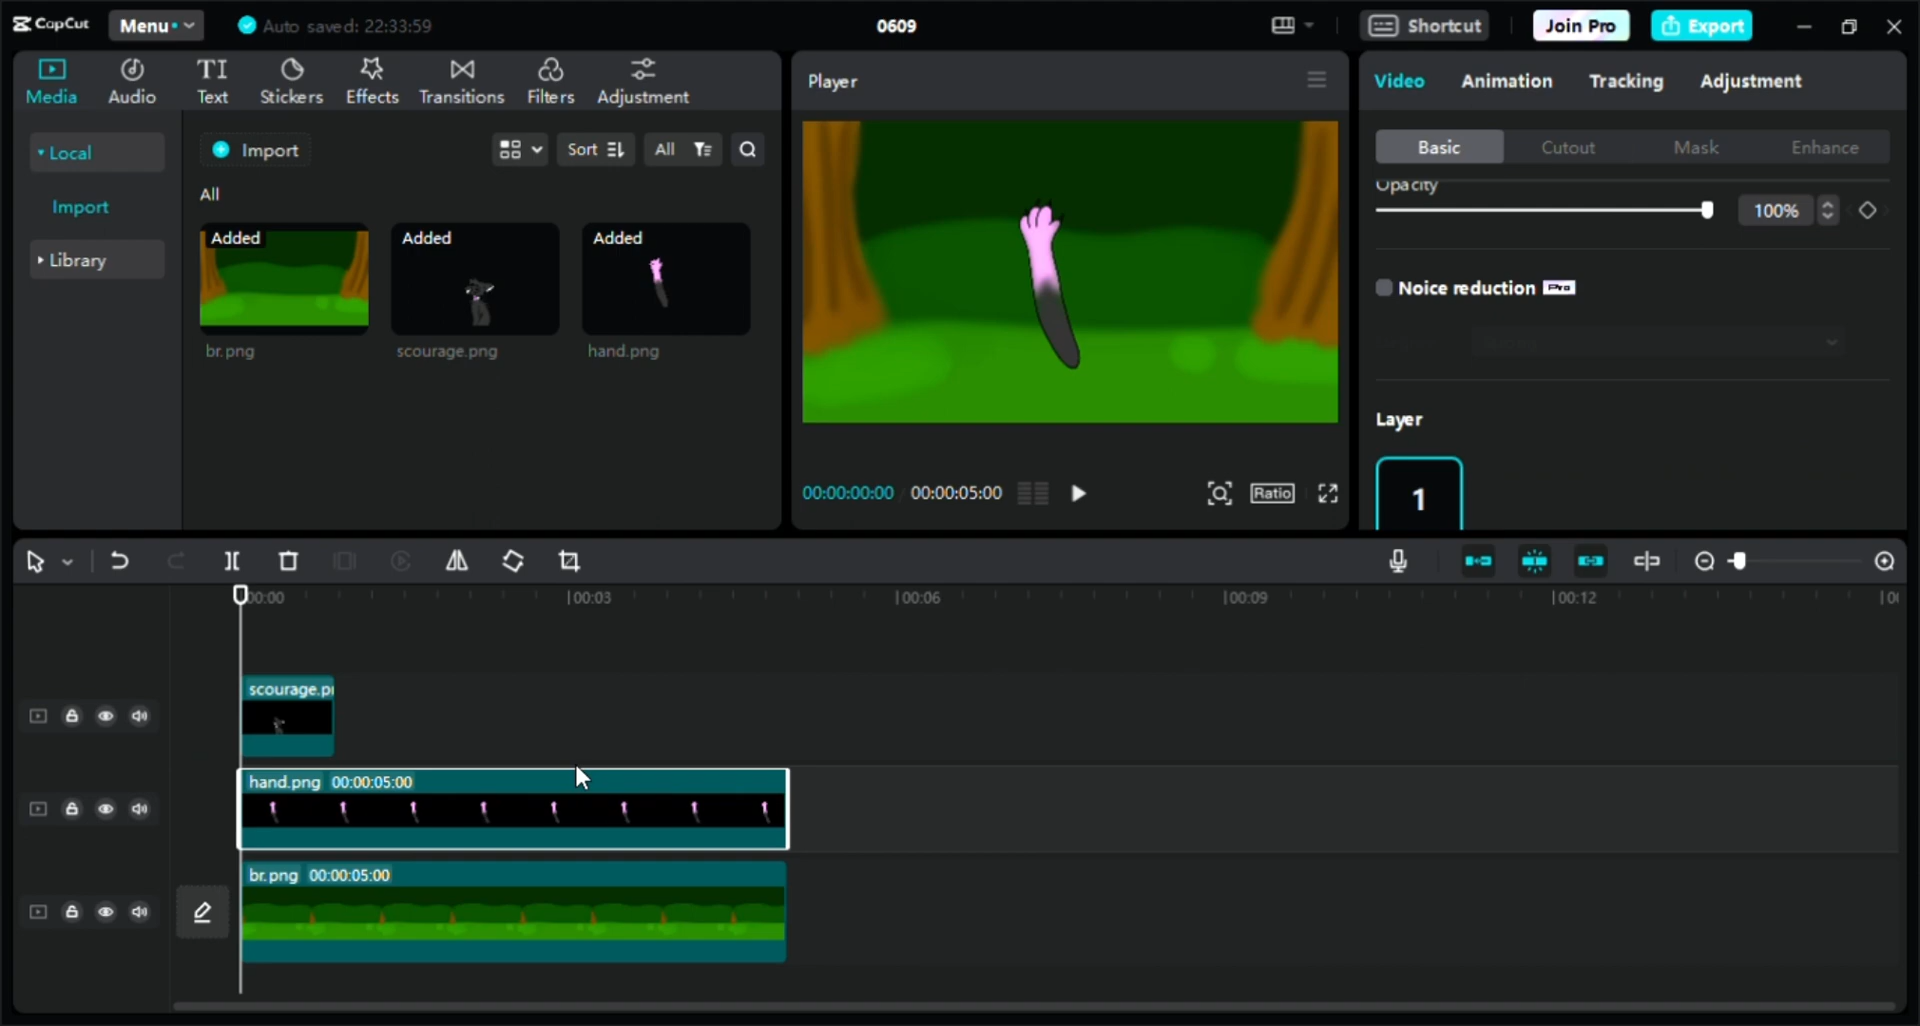 CapCut
Menu
Auto saved: 22:33:59
0609
Shortcut
Join Pro
Export
Media
Audio
TI
Text
Stickers
Effects
Transitions
Filters
Adjustment
Player
Video
Animation
Tracking
Adjustment
Local
Import
Library
Import
Sort
All
All
Added
br.png
Added
scourage.png
Added
hand.png
Basic
Cutout
Mask
Enhance
Opacity
100%
Noice reduction Pro
Layer
1
00:00:00:00
00:00:05:00
Ratio
00:00
00:03
00:06
00:09
00:12
scourage.p
hand.png 00:00:05:00
br.png 00:00:05:00